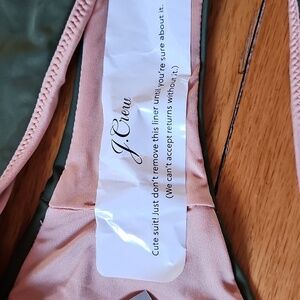 J.Crew
Cute suit! Just don't remove this liner until you're sure about it.
(We can't accept returns without it.)